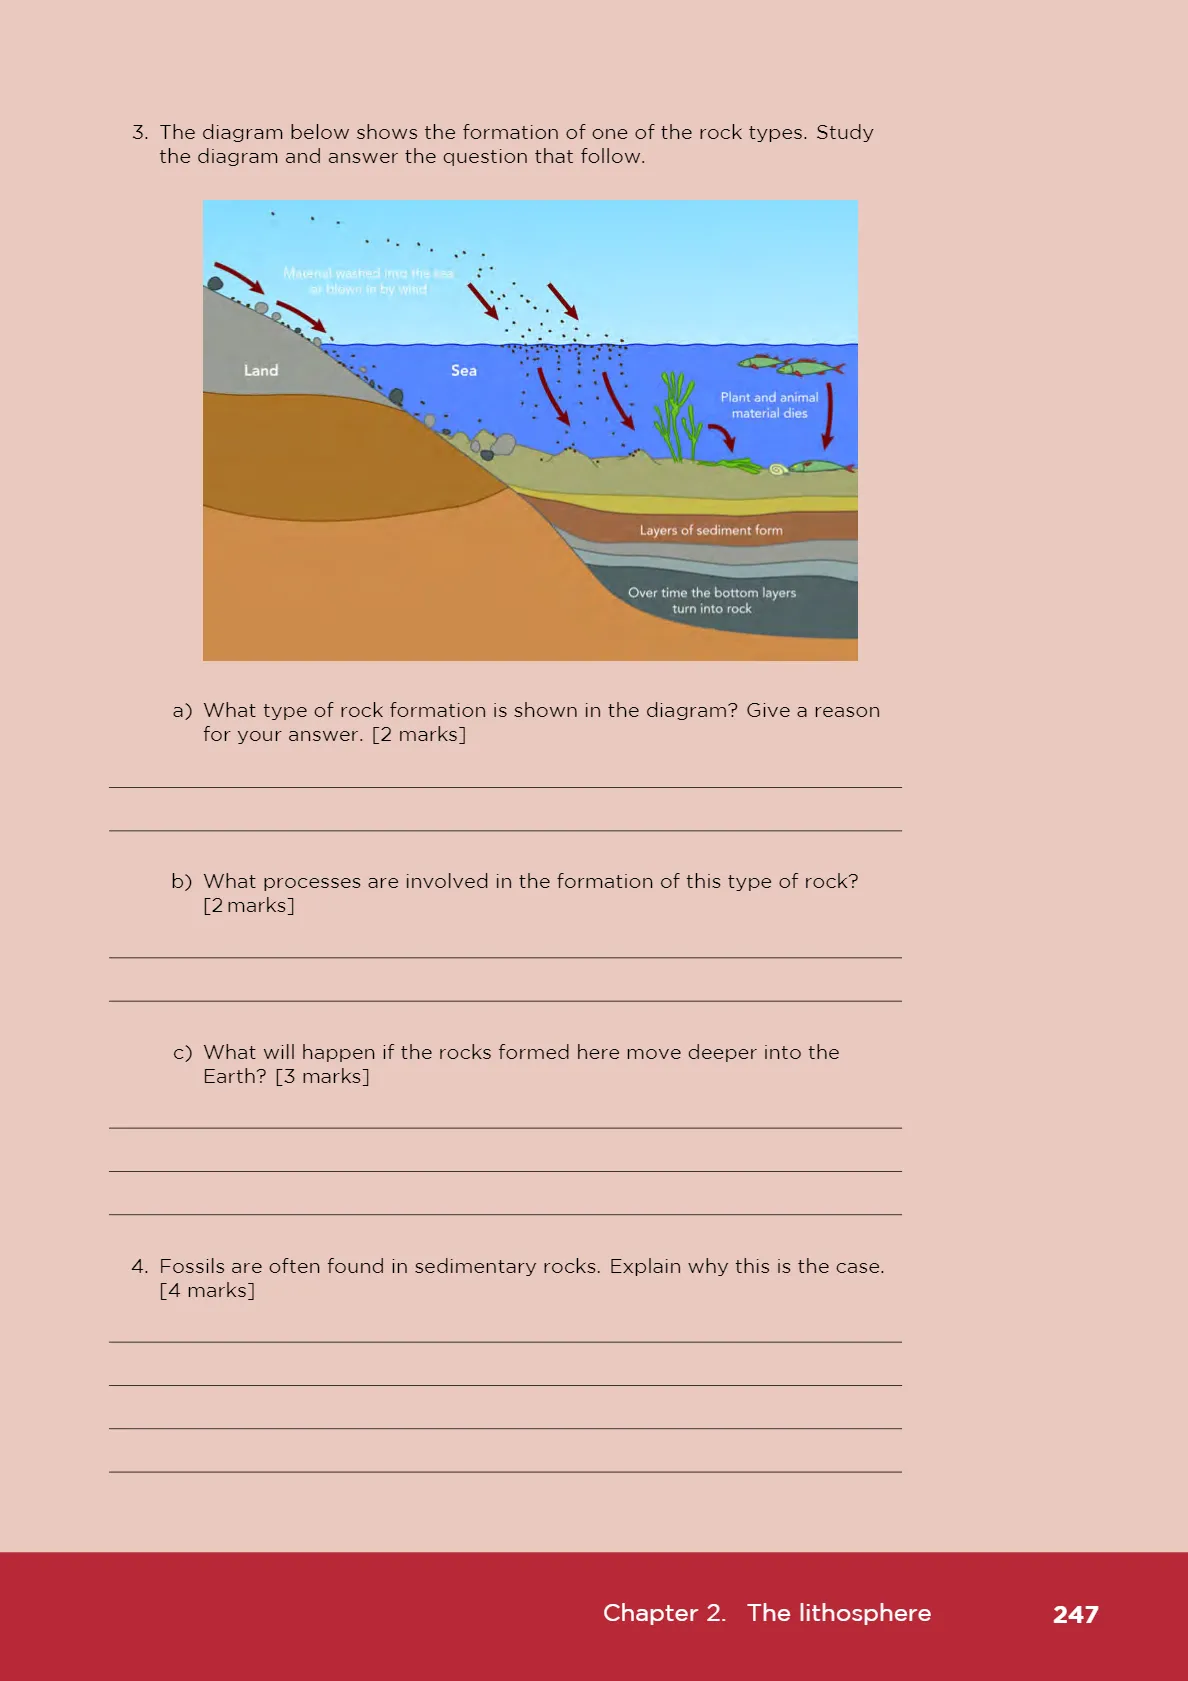 3. The diagram below shows the formation of one of the rock types. Study
the diagram and answer the question that follow.
Material washed into the sea
or blown in by wind
Land
Sea
Plant and animal
material dies
Layers of sediment form
Over time the bottom layers
turn into rock
a) What type of rock formation is shown in the diagram? Give a reason
for your answer. [2 marks]
b) What processes are involved in the formation of this type of rock?
[2 marks]
c) What will happen if the rocks formed here move deeper into the
Earth? [3 marks]
4. Fossils are often found in sedimentary rocks. Explain why this is the case.
[4 marks]
Chapter 2. The lithosphere 247